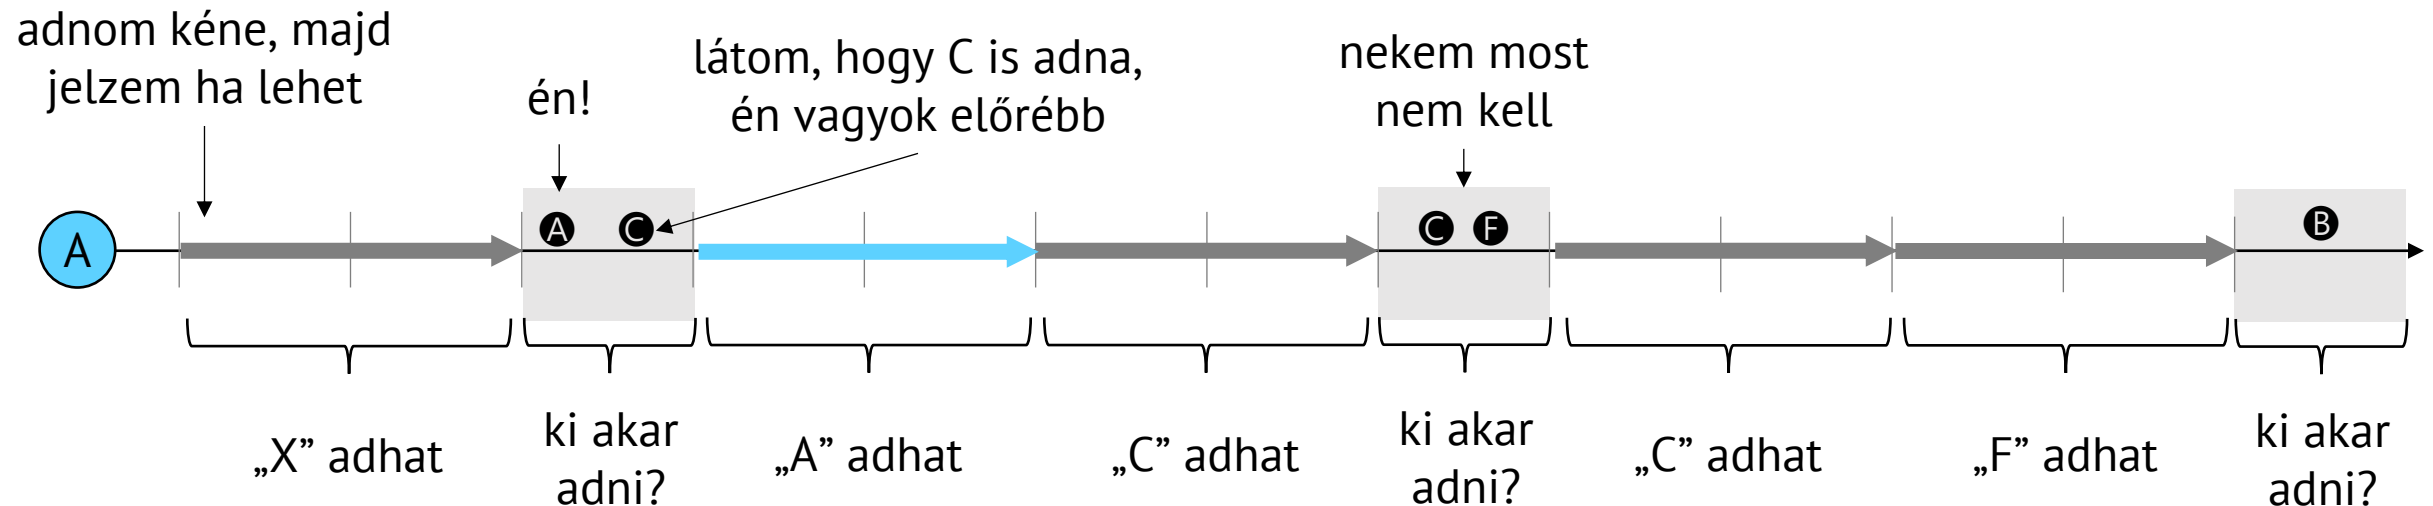 adnom kéne, majd
jelzem ha lehet
én!
látom, hogy C is adna,
én vagyok előrébb
nekem most
nem kell
A
A
C
C
F
B
„X” adhat
ki akar
adni?
„A” adhat
„C” adhat
ki akar
adni?
„C” adhat
„F” adhat
ki akar
adni?